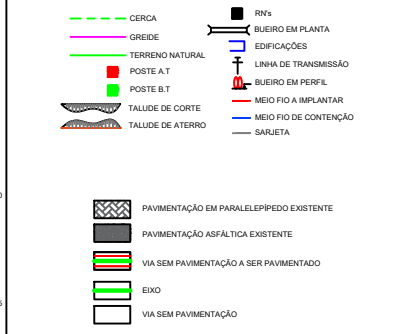 CERCA
GREIDE
TERRENO NATURAL
POSTE A.T
POSTE B.T
TALUDE DE CORTE
TALUDE DE ATERRO
RN's
BUEIRO EM PLANTA
EDIFICAÇÕES
LINHA DE TRANSMISSÃO
BUEIRO EM PERFIL
MEIO FIO A IMPLANTAR
MEIO FIO DE CONTENÇÃO
SARJETA
PAVIMENTAÇÃO EM PARALELEPÍPEDO EXISTENTE
PAVIMENTAÇÃO ASFÁLTICA EXISTENTE
VIA SEM PAVIMENTAÇÃO A SER PAVIMENTADO
EIXO
VIA SEM PAVIMENTAÇÃO